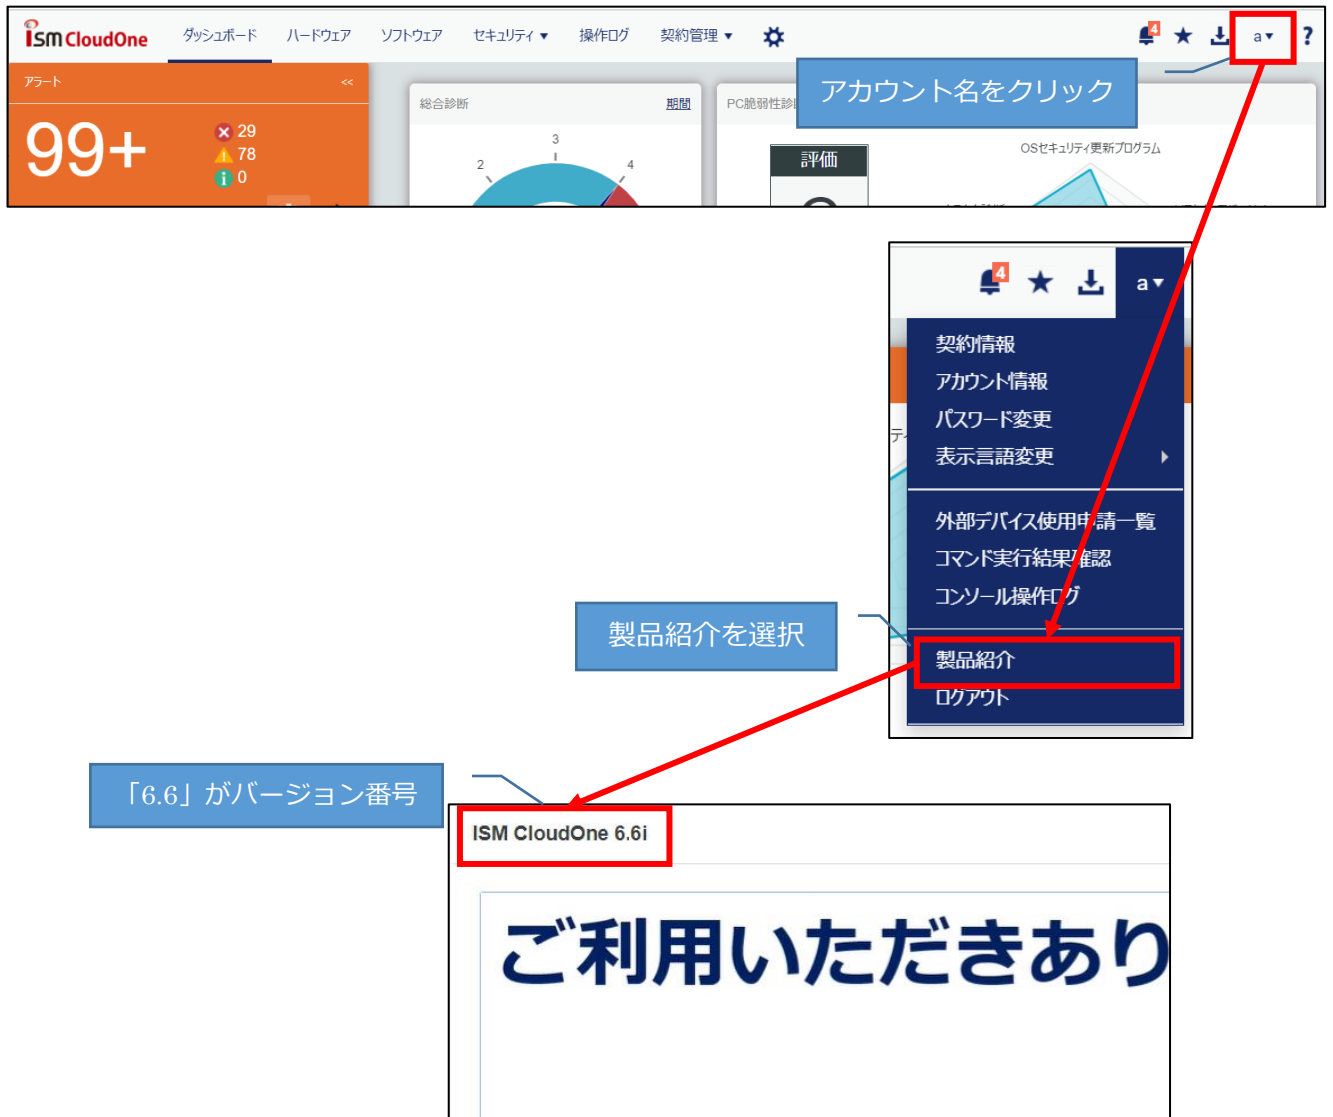 ISM CloudOne ダッシュボード ハードウェア ソフトウェア セキュリティ▼ 操作ログ 契約管理▼ 4 a▼ ?
アラート <<
99+
29
78
0
総合診断 期間
2 3 4
PC脆弱性診
評価
OSセキュリティ更新プログラム
アカウント名をクリック
4 a▼
契約情報
アカウント情報
パスワード変更
表示言語変更
外部デバイス使用申請一覧
コマンド実行結果確認
コンソール操作ログ
製品紹介
ログアウト
製品紹介を選択
「6.6」がバージョン番号
ISM CloudOne 6.6i
ご利用いただきあり